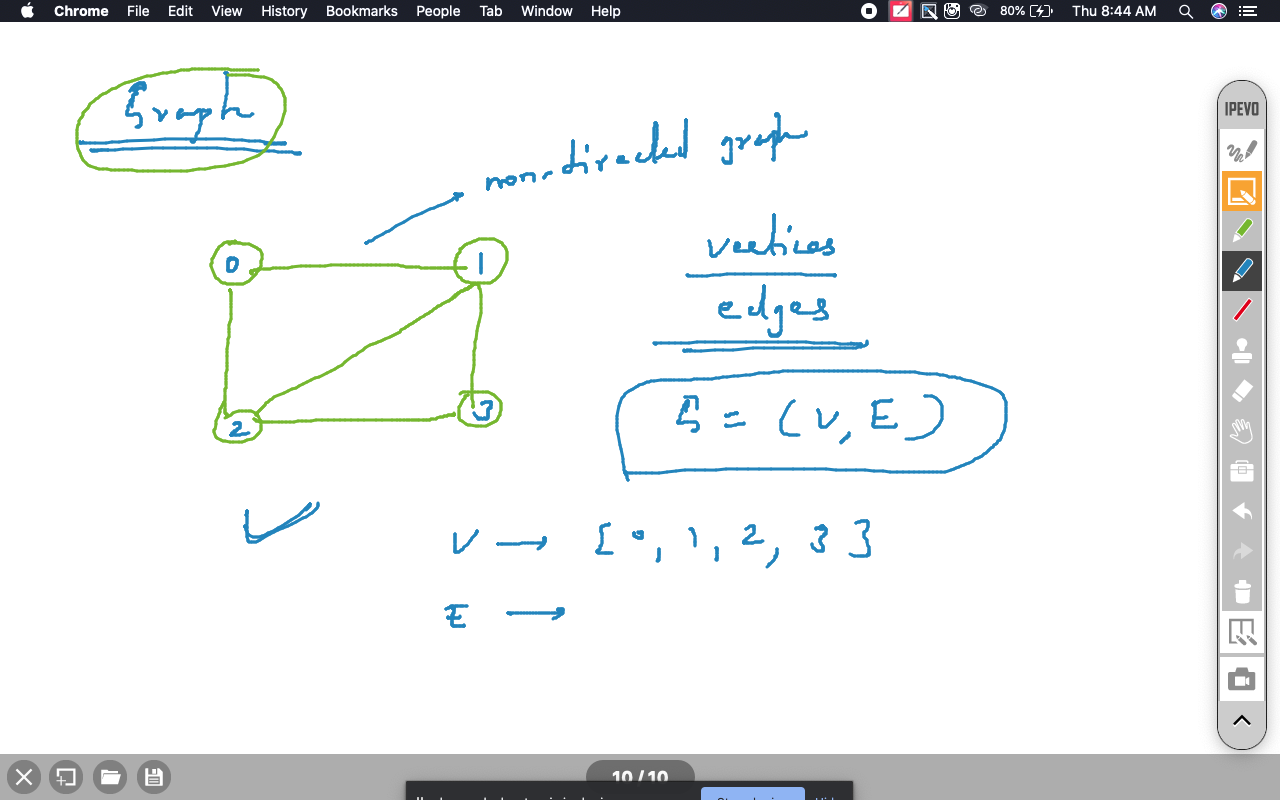 Chrome File Edit View History Bookmarks People Tab Window Help 80% Thu 8:44 AM
IPEVO
Graph
non-directed graph
vertices
edges
0 1
2 3
G = (V, E)
V → [0, 1, 2, 3]
E →
10/10